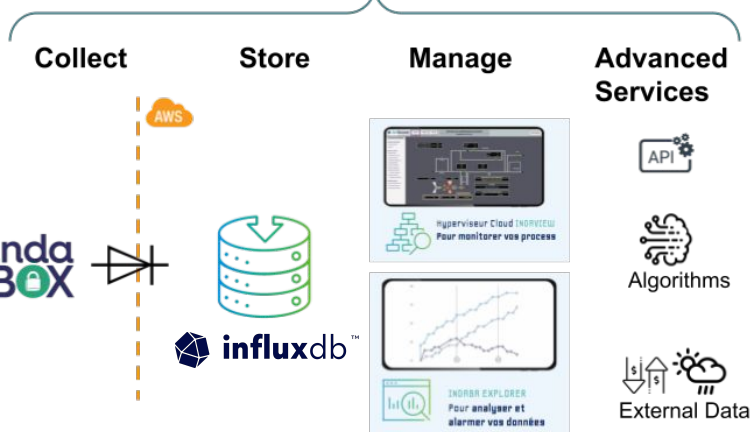 Collect
Store
Manage
Advanced
Services
AWS
API
Hyperviseur Cloud INDAVIEW
Pour monitorer vos process
nda
BOX
influxdb™
Algorithms
INDABA EXPLORER
Pour analyser et
alarmer vos données
$
$
External Data